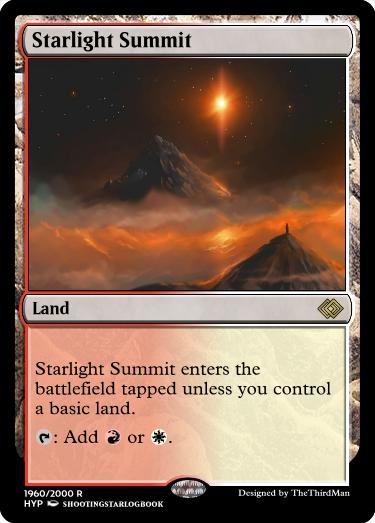 Starlight Summit
Land
Starlight Summit enters the
battlefield tapped unless you control
a basic land.
: Add or .
1960/2000 R
HYP SHOOTINGSTARLOGBOOK
Designed by TheThirdMan